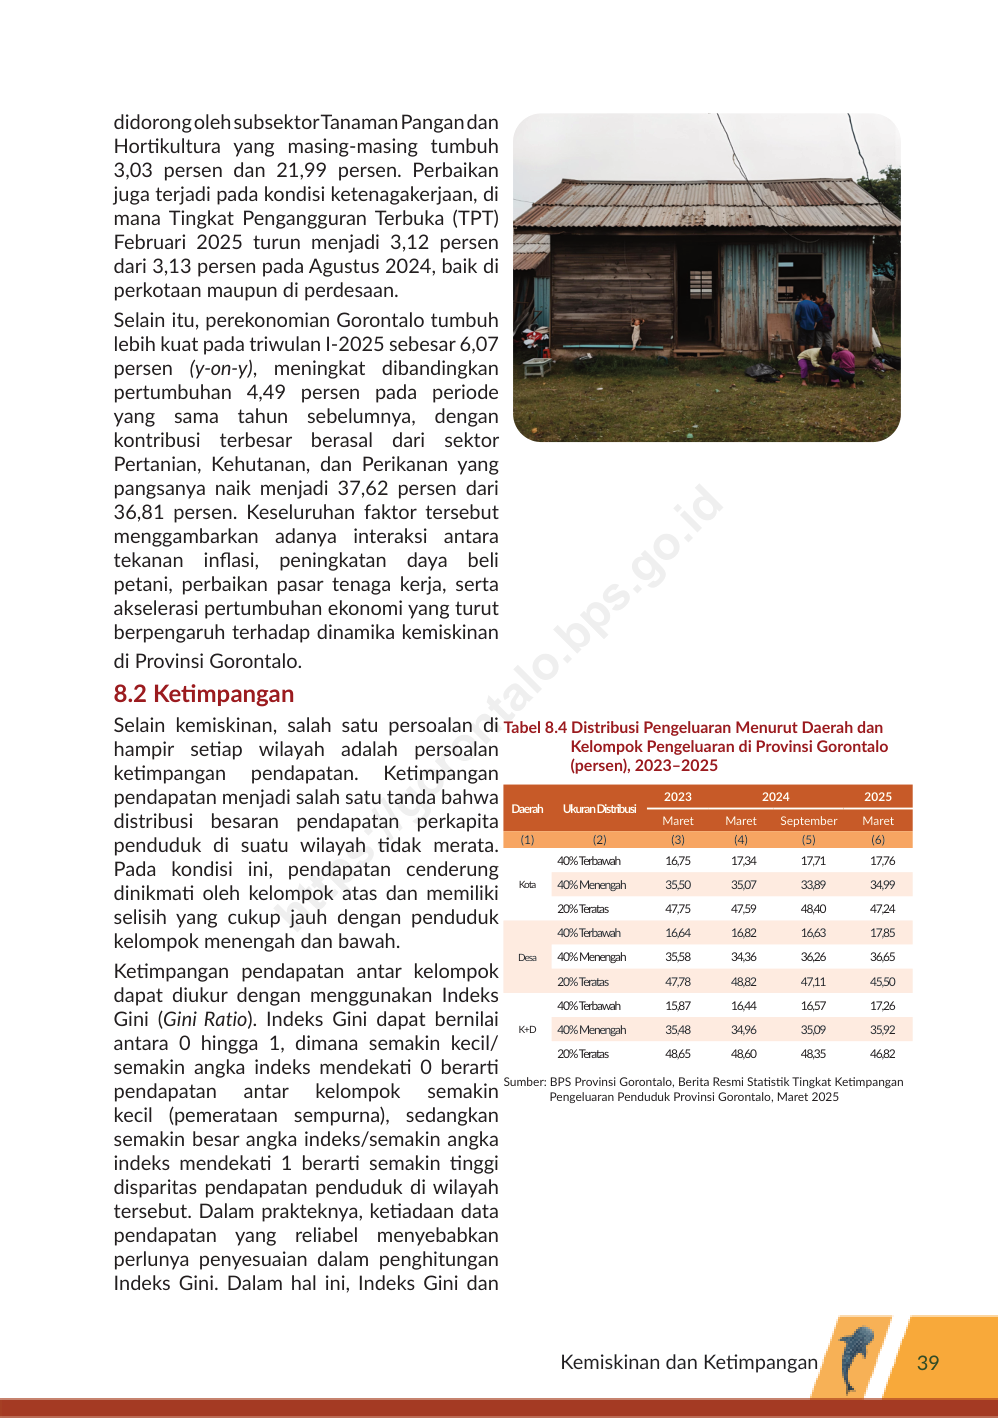 didorong oleh subsektor Tanaman Pangan dan
Hortikultura yang masing-masing tumbuh
3,03 persen dan 21,99 persen. Perbaikan
juga terjadi pada kondisi ketenagakerjaan, di
mana Tingkat Pengangguran Terbuka (TPT)
Februari 2025 turun menjadi 3,12 persen
dari 3,13 persen pada Agustus 2024, baik di
perkotaan maupun di perdesaan.
Selain itu, perekonomian Gorontalo tumbuh
lebih kuat pada triwulan I-2025 sebesar 6,07
persen (y-on-y), meningkat dibandingkan
pertumbuhan 4,49 persen pada periode
yang sama tahun sebelumnya, dengan
kontribusi terbesar berasal dari sektor
Pertanian, Kehutanan, dan Perikanan yang
pangsanya naik menjadi 37,62 persen dari
36,81 persen. Keseluruhan faktor tersebut
menggambarkan adanya interaksi antara
tekanan inflasi, peningkatan daya beli
petani, perbaikan pasar tenaga kerja, serta
akselerasi pertumbuhan ekonomi yang turut
berpengaruh terhadap dinamika kemiskinan
di Provinsi Gorontalo.
8.2 Ketimpangan
Selain kemiskinan, salah satu persoalan di
hampir setiap wilayah adalah persoalan
ketimpangan pendapatan. Ketimpangan
pendapatan menjadi salah satu tanda bahwa
distribusi besaran pendapatan perkapita
penduduk di suatu wilayah tidak merata.
Pada kondisi ini, pendapatan cenderung
dinikmati oleh kelompok atas dan memiliki
selisih yang cukup jauh dengan penduduk
kelompok menengah dan bawah.
Ketimpangan pendapatan antar kelompok
dapat diukur dengan menggunakan Indeks
Gini (Gini Ratio). Indeks Gini dapat bernilai
antara 0 hingga 1, dimana semakin kecil/
semakin angka indeks mendekati 0 berarti
pendapatan antar kelompok semakin
kecil (pemerataan sempurna), sedangkan
semakin besar angka indeks/semakin angka
indeks mendekati 1 berarti semakin tinggi
disparitas pendapatan penduduk di wilayah
tersebut. Dalam prakteknya, ketiadaan data
pendapatan yang reliabel menyebabkan
perlunya penyesuaian dalam penghitungan
Indeks Gini. Dalam hal ini, Indeks Gini dan
Tabel 8.4 Distribusi Pengeluaran Menurut Daerah dan
Kelompok Pengeluaran di Provinsi Gorontalo
(persen), 2023–2025
Daerah Ukuran Distribusi 2023 2024 2025
Maret Maret September Maret
(1) (2) (3) (4) (5) (6)
40% Terbawah 16,75 17,34 17,71 17,76
Kota 40% Menengah 35,50 35,07 33,89 34,99
20% Teratas 47,75 47,59 48,40 47,24
40% Terbawah 16,64 16,82 16,63 17,85
Desa 40% Menengah 35,58 34,36 36,26 36,65
20% Teratas 47,78 48,82 47,11 45,50
40% Terbawah 15,87 16,44 16,57 17,26
K+D 40% Menengah 35,48 34,96 35,09 35,92
20% Teratas 48,65 48,60 48,35 46,82
Sumber: BPS Provinsi Gorontalo, Berita Resmi Statistik Tingkat Ketimpangan
Pengeluaran Penduduk Provinsi Gorontalo, Maret 2025
https://gorontalo.bps.go.id
Kemiskinan dan Ketimpangan 39